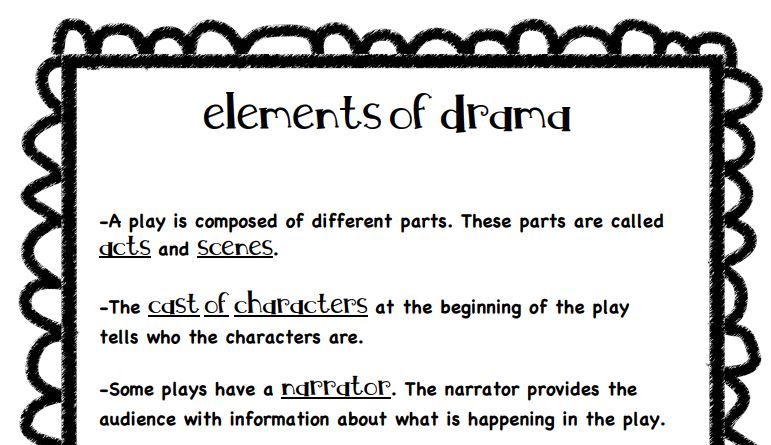 elements of drama
-A play is composed of different parts. These parts are called
acts and scenes.
-The cast of characters at the beginning of the play
tells who the characters are.
-Some plays have a narrator. The narrator provides the
audience with information about what is happening in the play.